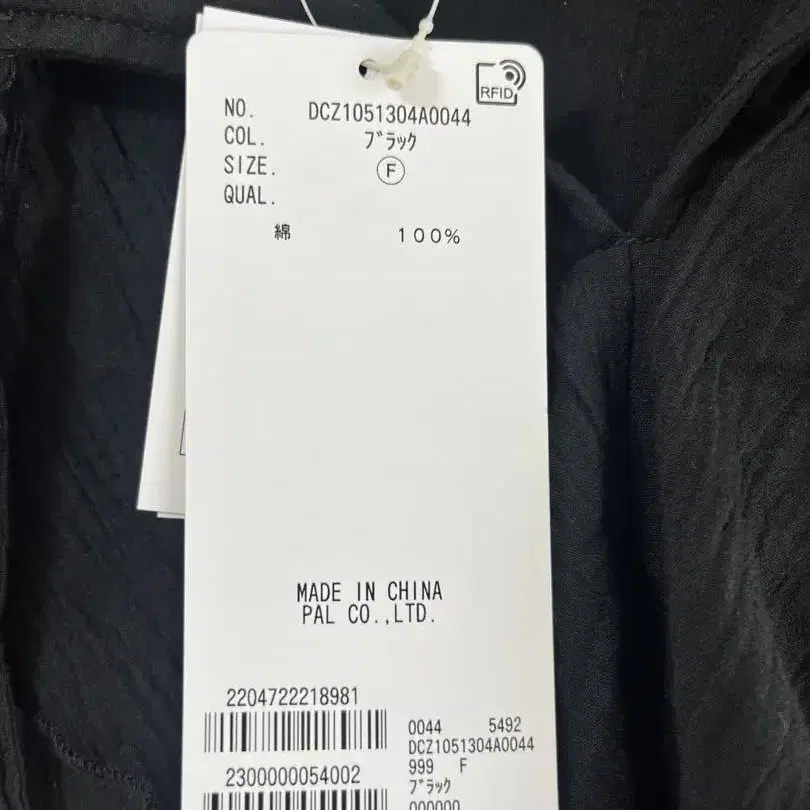 RFID
NO. DCZ1051304A0044
COL. ﾌﾞﾗｯｸ
SIZE. Ⓕ
QUAL.
綿 100%
MADE IN CHINA
PAL CO.,LTD.
2204722218981
0044 5492
DCZ1051304A0044
2300000054002
999 F
ﾌﾞﾗｯｸ
000000